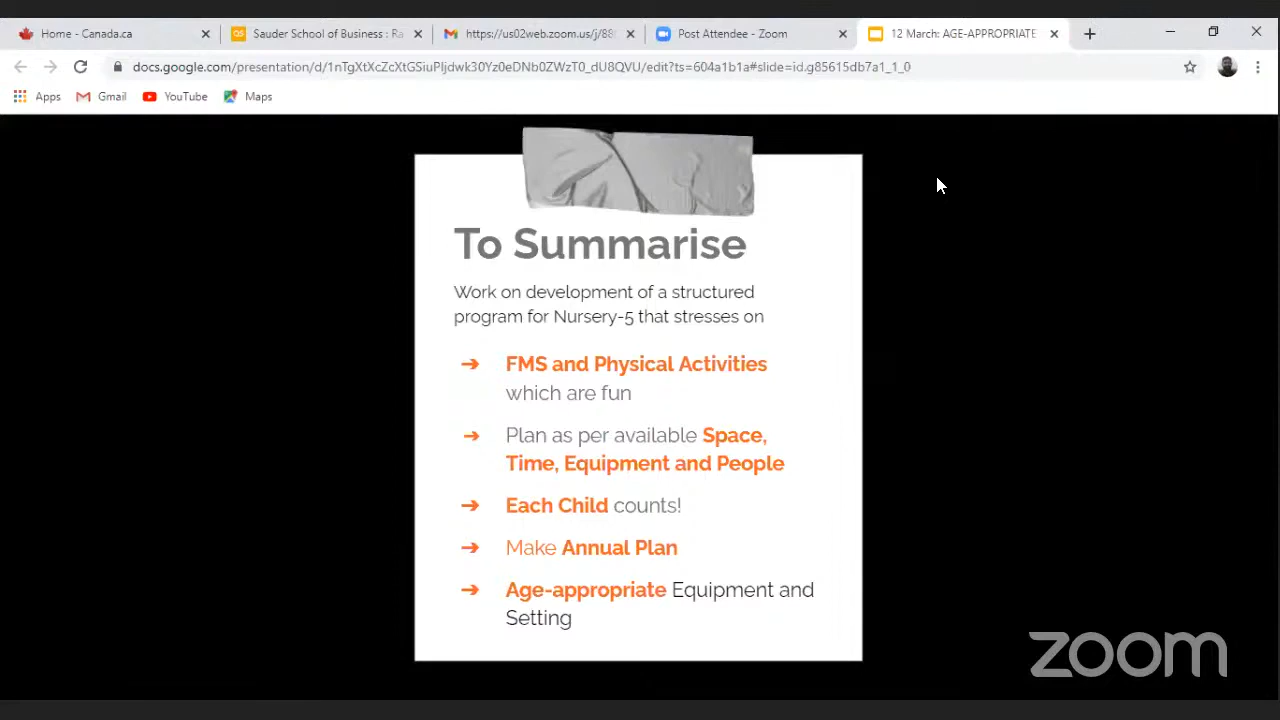 Home - Canada.ca
Sauder School of Business : Ra
https://us02web.zoom.us/j/88
Post Attendee - Zoom
12 March: AGE-APPROPRIATE
docs.google.com/presentation/d/1nTgXtXcZcXtGSiuPIjdwk30Yz0eDNb0ZWzT0_dU8QVU/edit?ts=604a1b1a#slide=id.g85615db7a1_1_0
Apps
Gmail
YouTube
Maps
To Summarise
Work on development of a structured
program for Nursery-5 that stresses on
➔ FMS and Physical Activities
which are fun
➔ Plan as per available Space,
Time, Equipment and People
➔ Each Child counts!
➔ Make Annual Plan
➔ Age-appropriate Equipment and
Setting
zoom